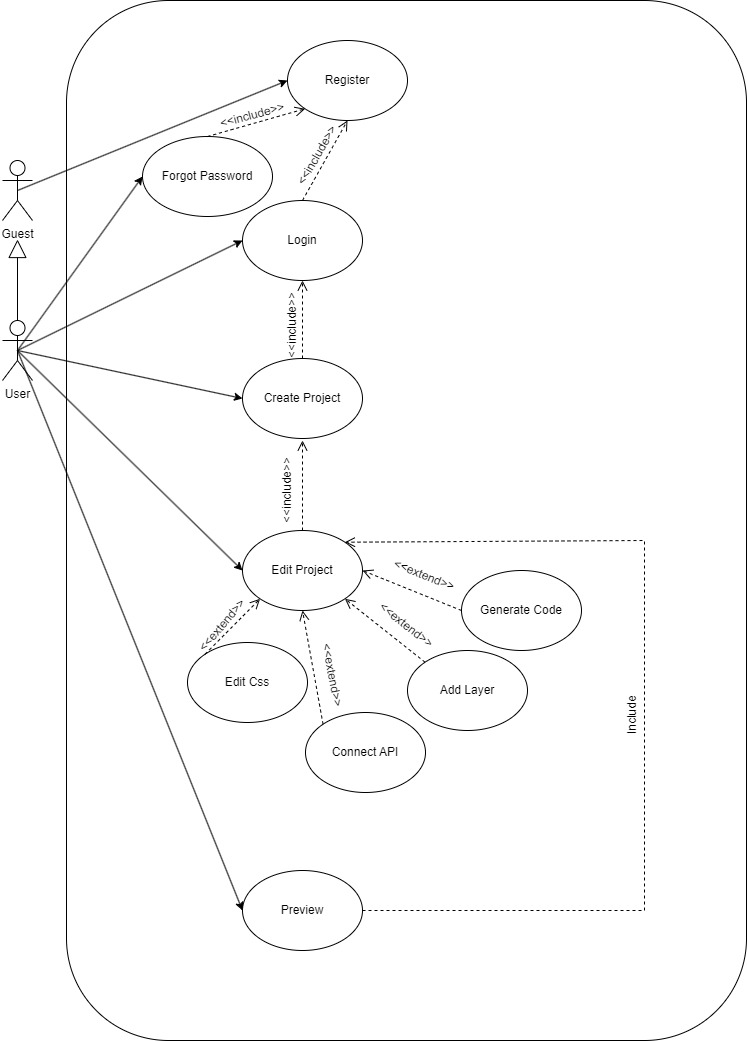 Register
<<include>>
<<include>>
Forgot Password
Guest
Login
<<include>>
User
Create Project
<<include>>
Edit Project
<<extend>>
Generate Code
<<extend>>
<<extend>>
<<extend>>
Edit Css
Add Layer
Include
Connect API
Preview